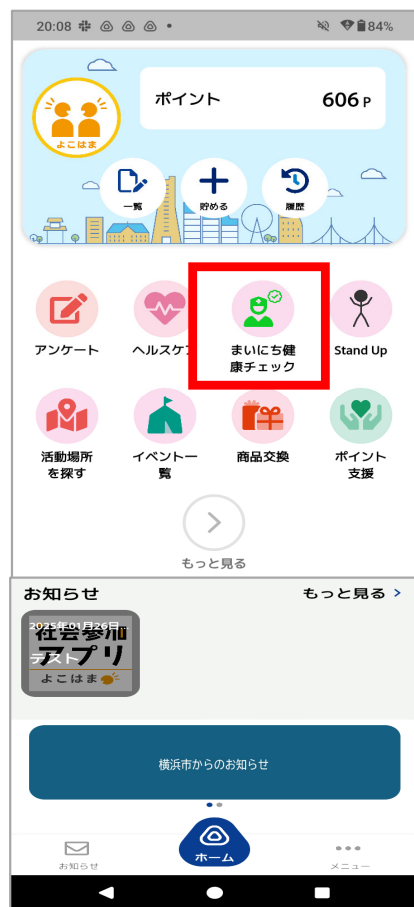 20:08
84%
ポイント
606 P
よこはま
一覧
貯める
履歴
アンケート
ヘルスケア
まいにち健
康チェック
Stand Up
活動場所
を探す
イベント一
覧
商品交換
ポイント
支援
もっと見る
お知らせ
もっと見る
2025年01月26日...
テスト
社会参加
アプリ
よこはま
横浜市からのお知らせ
お知らせ
ホーム
メニュー